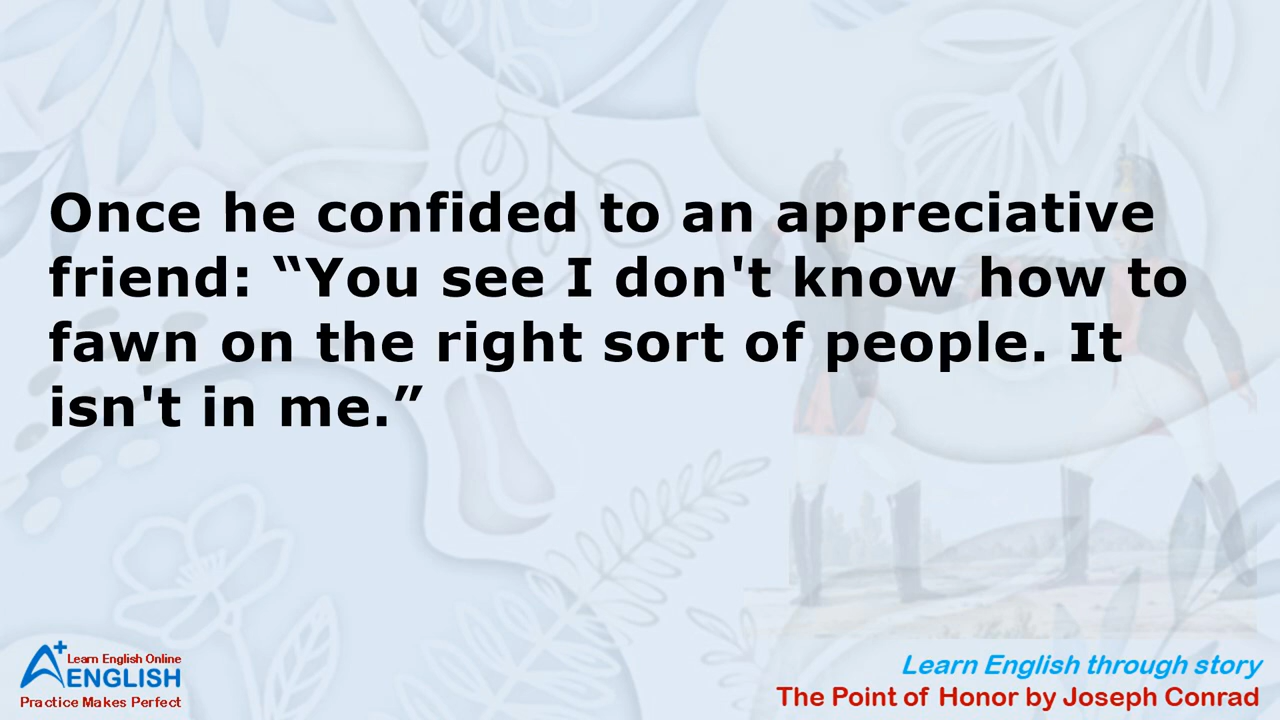 Once he confided to an appreciative
friend: “You see I don't know how to
fawn on the right sort of people. It
isn't in me.”
A+ Learn English Online
ENGLISH
Practice Makes Perfect
Learn English through story
The Point of Honor by Joseph Conrad